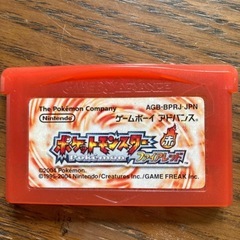 The Pokémon Company
AGB-BPRJ-JPN
Nintendo
ゲームボーイ アドバンス
ポケットモンスター
Pokémon
ファイアレッド
©2004 Pokémon.
©1995-2004 Nintendo/Creatures inc./GAME FREAK inc.